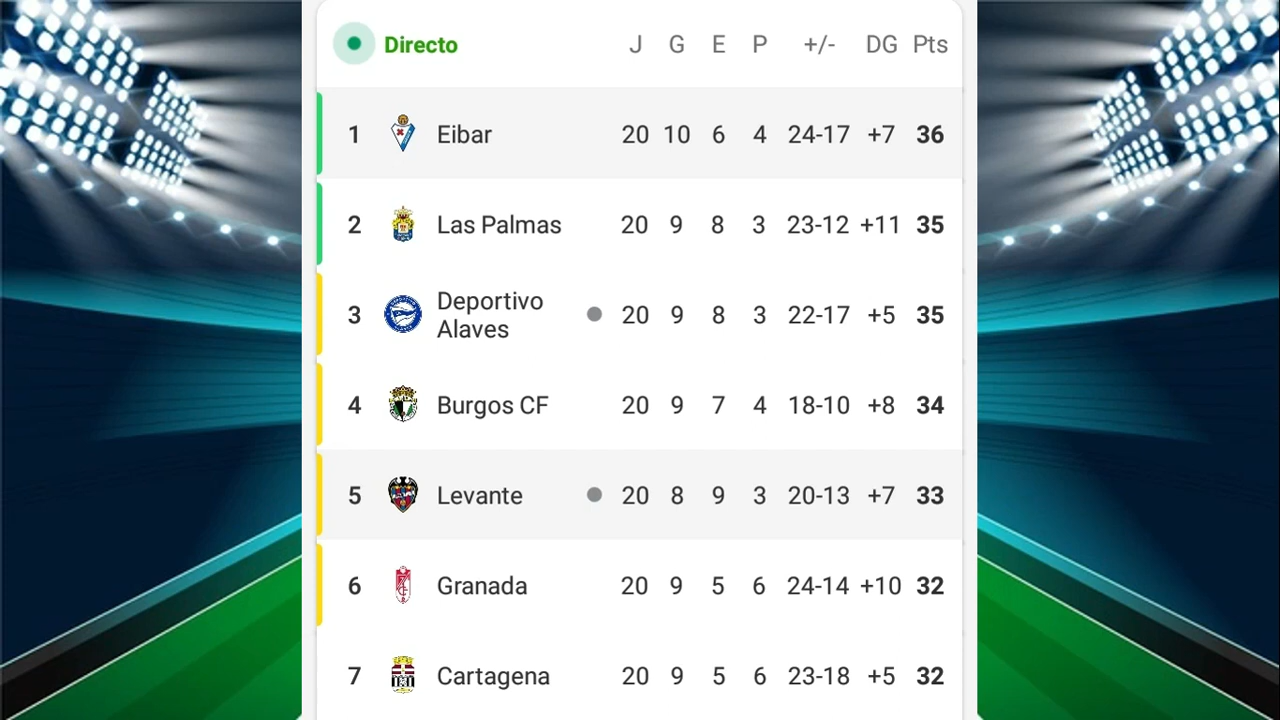 Directo J G E P +/- DG Pts
1 Eibar 20 10 6 4 24-17 +7 36
2 Las Palmas 20 9 8 3 23-12 +11 35
3 Deportivo Alaves 20 9 8 3 22-17 +5 35
4 Burgos CF 20 9 7 4 18-10 +8 34
5 Levante 20 8 9 3 20-13 +7 33
6 Granada 20 9 5 6 24-14 +10 32
7 Cartagena 20 9 5 6 23-18 +5 32